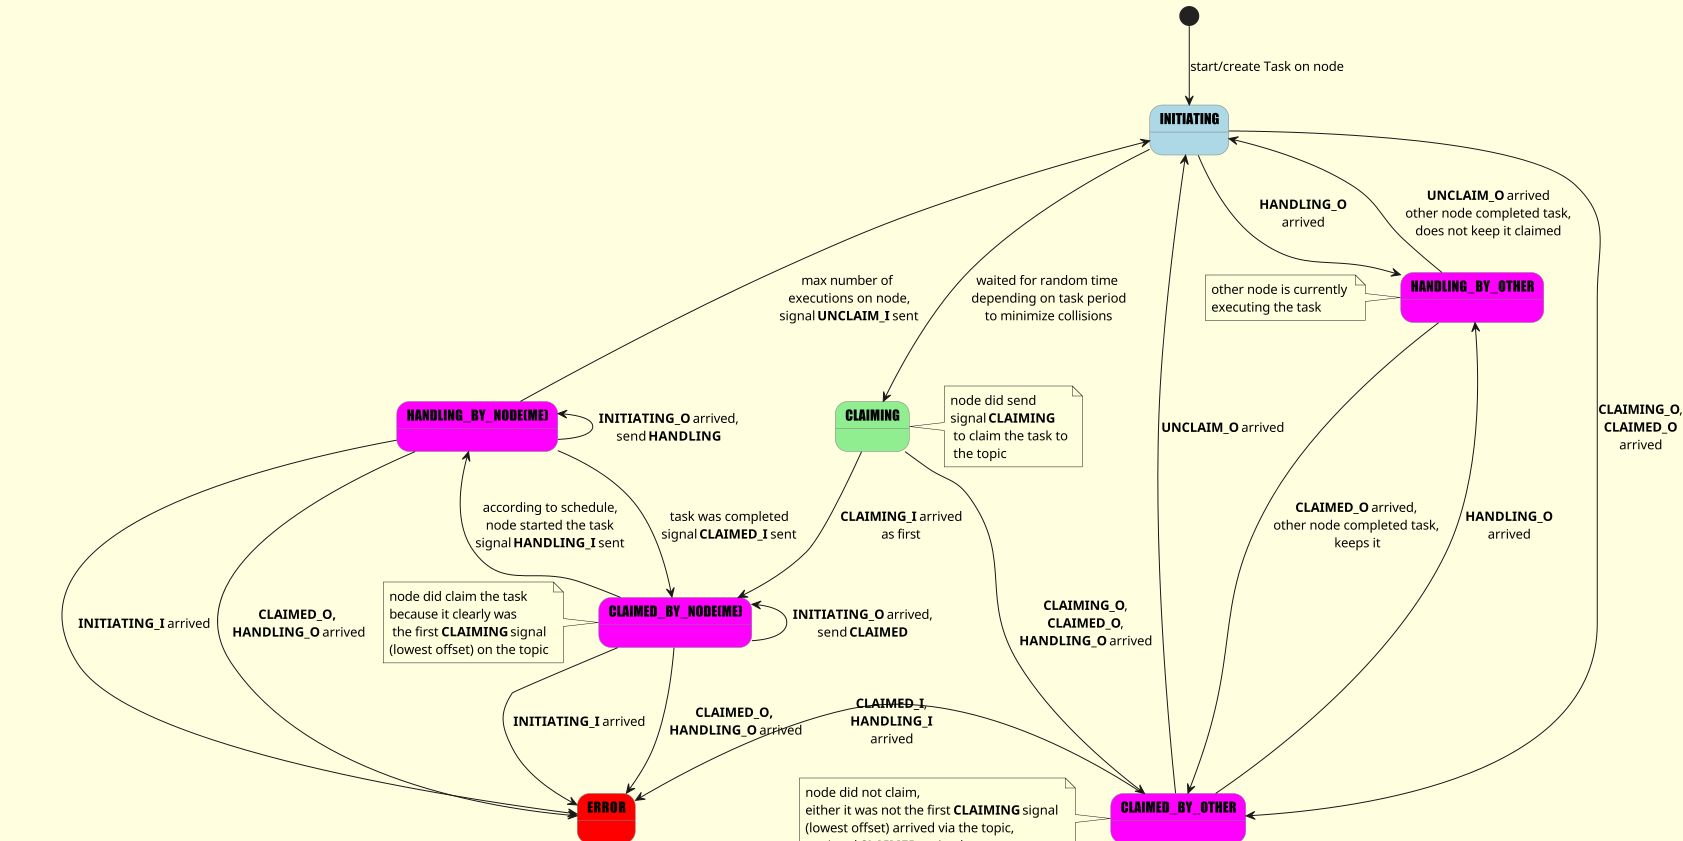 start/create Task on node
INITIATING
UNCLAIM_O arrived
other node completed task,
does not keep it claimed
HANDLING_O
arrived
max number of
executions on node,
signal UNCLAIM_I sent
waited for random time
depending on task period
to minimize collisions
other node is currently
executing the task
HANDLING_BY_OTHER
HANDLING_BY_NODE(ME)
INITIATING_O arrived,
send HANDLING
CLAIMING
node did send
signal CLAIMING
to claim the task to
the topic
UNCLAIM_O arrived
CLAIMING_O,
CLAIMED_O
arrived
according to schedule,
node started the task
signal HANDLING_I sent
task was completed
signal CLAIMED_I sent
CLAIMING_I arrived
as first
CLAIMED_O arrived,
other node completed task,
keeps it
HANDLING_O
arrived
INITIATING_I arrived
CLAIMED_O,
HANDLING_O arrived
node did claim the task
because it clearly was
the first CLAIMING signal
(lowest offset) on the topic
CLAIMED_BY_NODE(ME)
INITIATING_O arrived,
send CLAIMED
CLAIMING_O,
CLAIMED_O,
HANDLING_O arrived
INITIATING_I arrived
CLAIMED_O,
HANDLING_O arrived
CLAIMED_I,
HANDLING_I
arrived
ERROR
node did not claim,
either it was not the first CLAIMING signal
(lowest offset) arrived via the topic,
CLAIMED_BY_OTHER